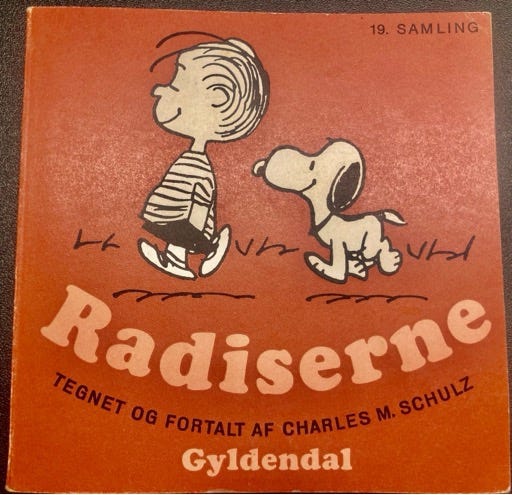 19. SAMLING
Radiserne
TEGNET OG FORTALT AF CHARLES M. SCHULZ
Gyldendal